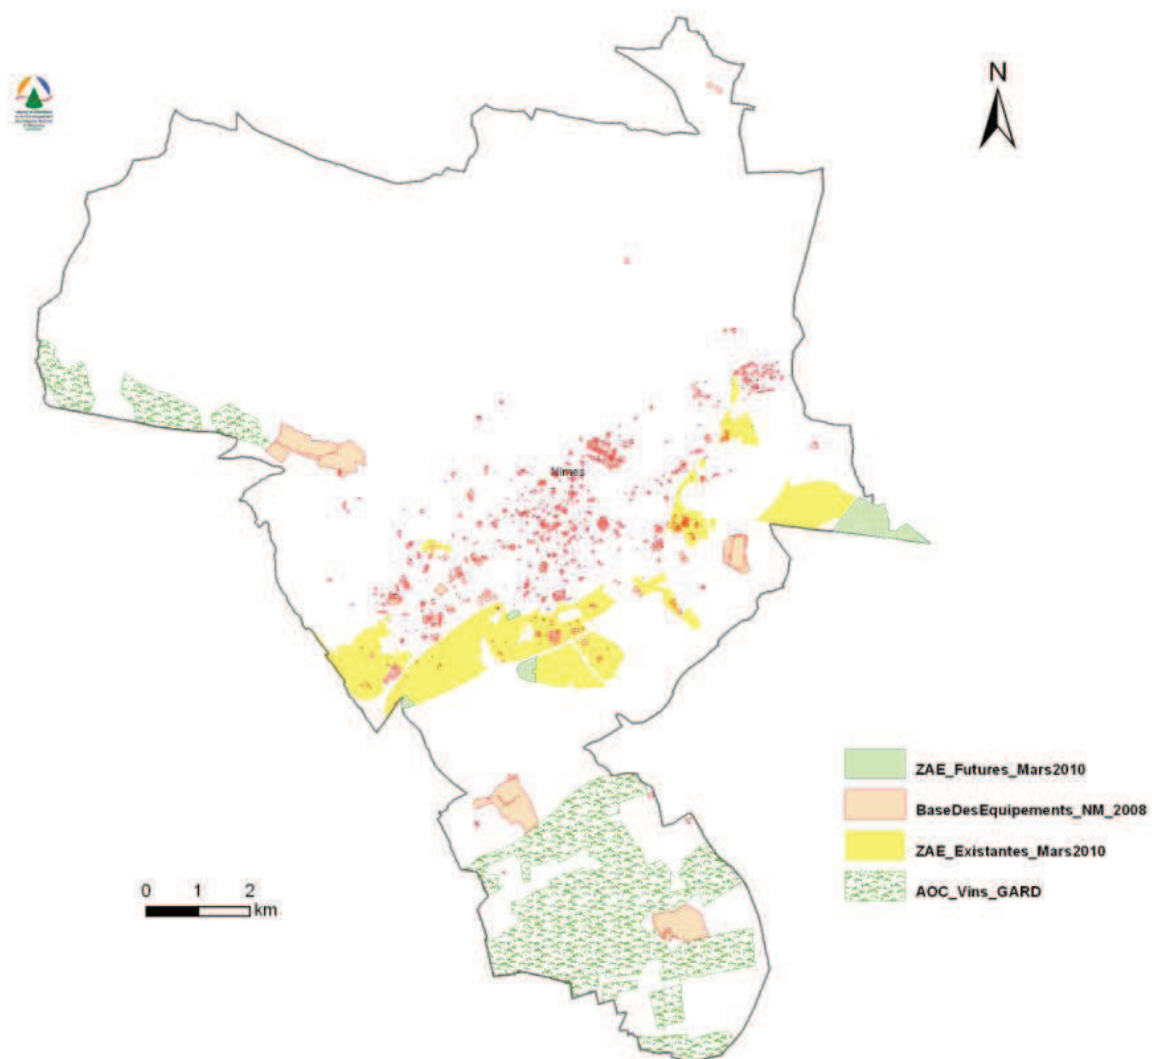 N
Nimes
ZAE_Futures_Mars2010
BaseDesEquipements_NM_2008
ZAE_Existantes_Mars2010
AOC_Vins_GARD
0 1 2
km